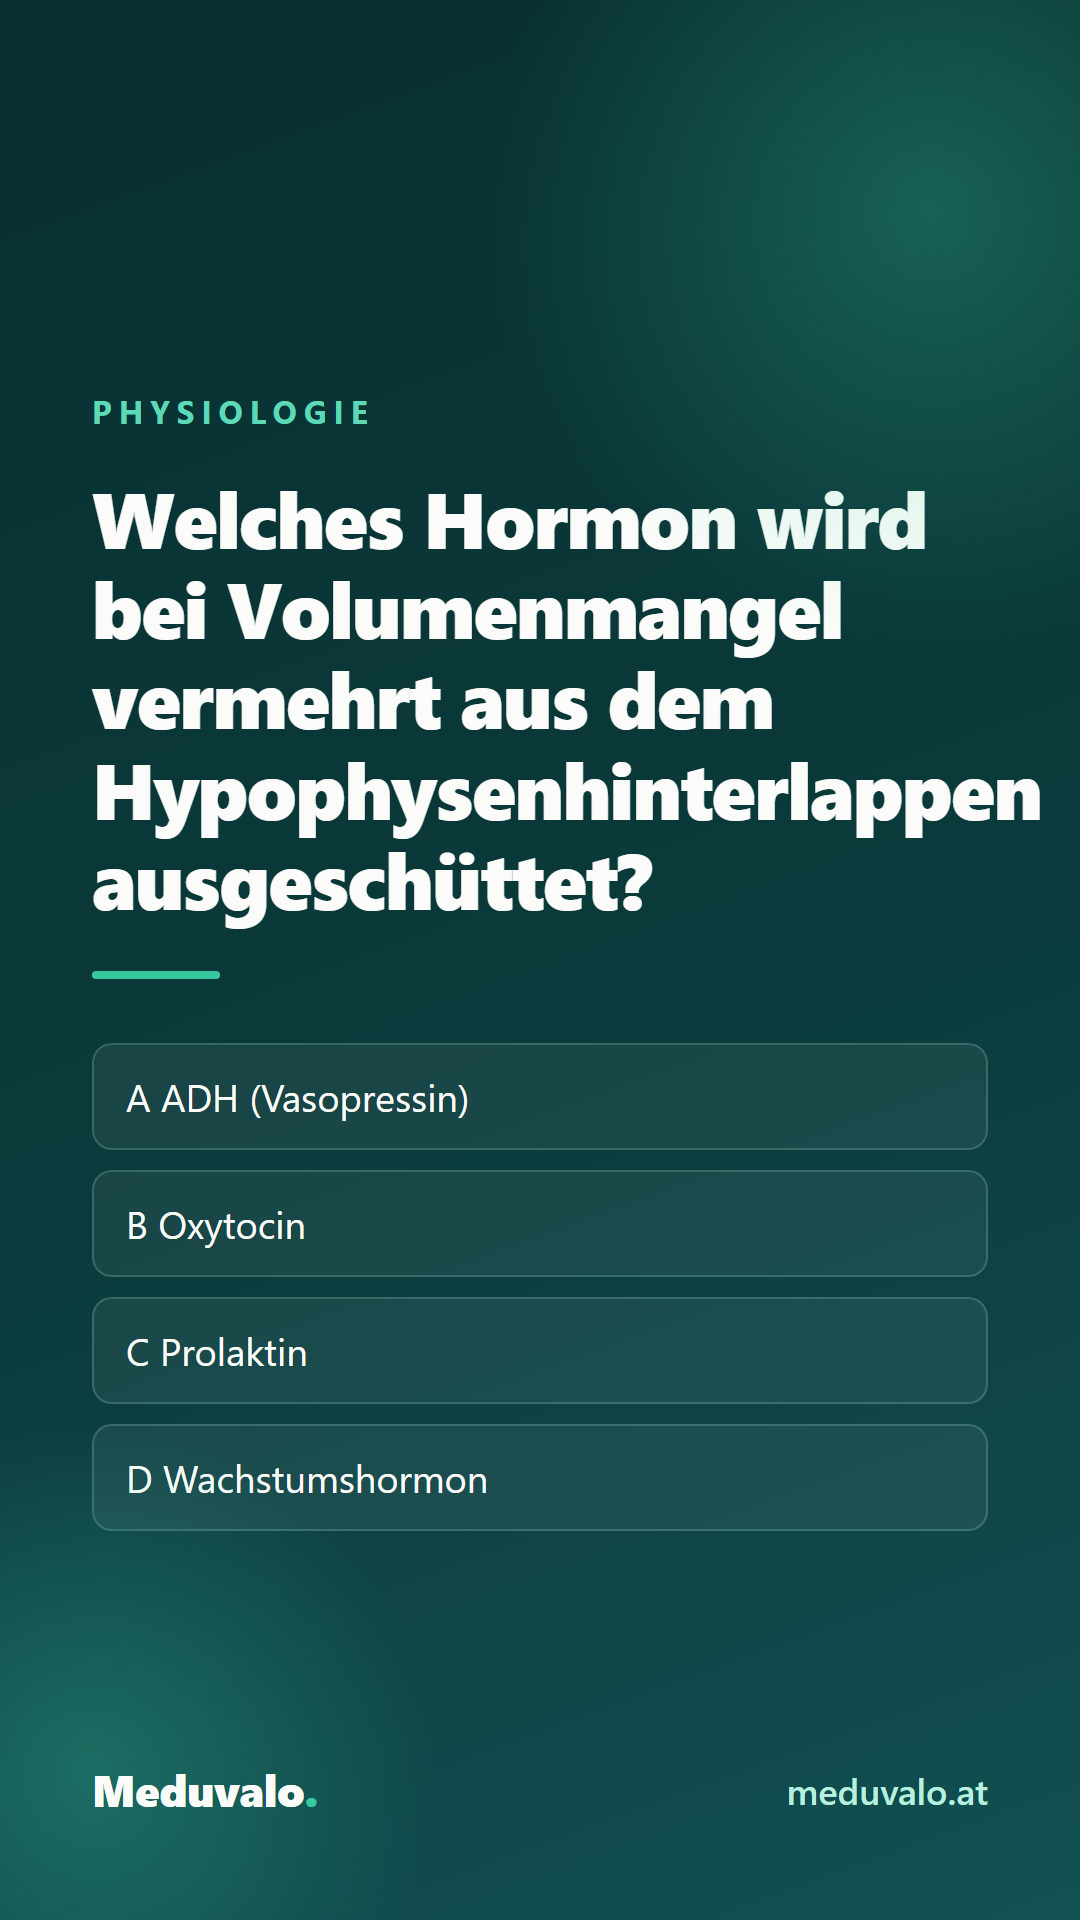 PHYSIOLOGIE
Welches Hormon wird
bei Volumenmangel
vermehrt aus dem
Hypophysenhinterlappen
ausgeschüttet?
A ADH (Vasopressin)
B Oxytocin
C Prolaktin
D Wachstumshormon
Meduvalo.
meduvalo.at